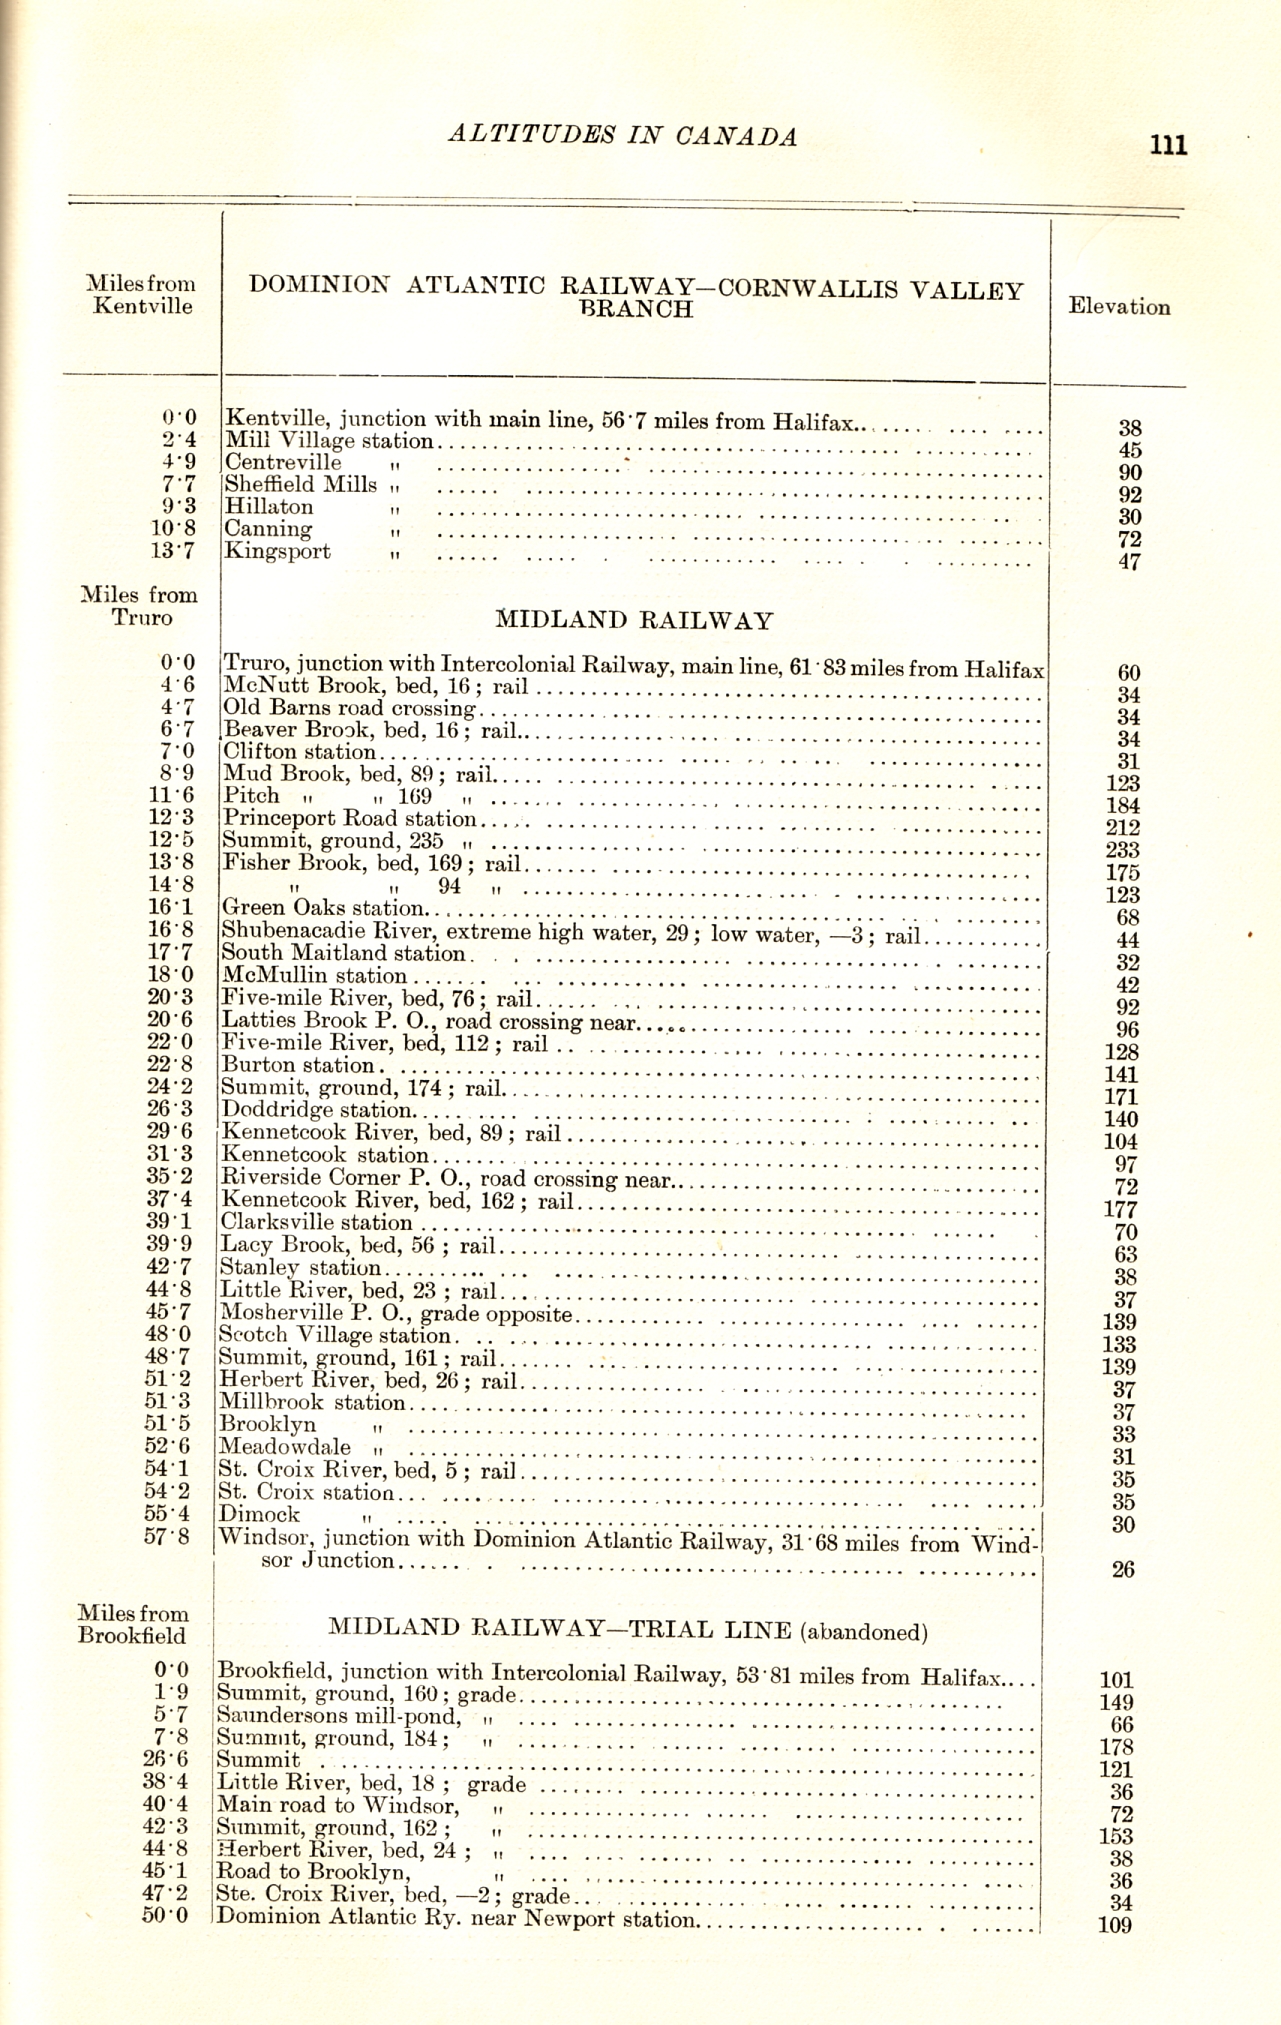 ALTITUDES IN CANADA 111
Miles from Kentville DOMINION ATLANTIC RAILWAY—CORNWALLIS VALLEY BRANCH Elevation
0·0 Kentville, junction with main line, 56·7 miles from Halifax 38
2·4 Mill Village station 45
4·9 Centreville " 90
7·7 Sheffield Mills " 92
9·3 Hillaton " 30
10·8 Canning " 72
13·7 Kingsport " 47
Miles from Truro MIDLAND RAILWAY
0·0 Truro, junction with Intercolonial Railway, main line, 61·83 miles from Halifax 60
4·6 McNutt Brook, bed, 16; rail 34
4·7 Old Barns road crossing 34
6·7 Beaver Brook, bed, 16; rail 34
7·0 Clifton station 31
8·9 Mud Brook, bed, 89; rail 123
11·6 Pitch " " 169 " 184
12·3 Princeport Road station 212
12·5 Summit, ground, 235 " 233
13·8 Fisher Brook, bed, 169; rail 175
14·8 " " 94 " 123
16·1 Green Oaks station 68
16·8 Shubenacadie River, extreme high water, 29; low water, —3; rail 44
17·7 South Maitland station 32
18·0 McMullin station 42
20·3 Five-mile River, bed, 76; rail 92
20·6 Latties Brook P. O., road crossing near 96
22·0 Five-mile River, bed, 112; rail 128
22·8 Burton station 141
24·2 Summit, ground, 174; rail 171
26·3 Doddridge station 140
29·6 Kennetcook River, bed, 89; rail 104
31·3 Kennetcook station 97
35·2 Riverside Corner P. O., road crossing near 72
37·4 Kennetcook River, bed, 162; rail 177
39·1 Clarksville station 70
39·9 Lacy Brook, bed, 56; rail 63
42·7 Stanley station 38
44·8 Little River, bed, 23; rail 37
45·7 Mosherville P. O., grade opposite 139
48·0 Scotch Village station 133
48·7 Summit, ground, 161; rail 139
51·2 Herbert River, bed, 26; rail 37
51·3 Millbrook station 37
51·5 Brooklyn " 33
52·6 Meadowdale " 31
54·1 St. Croix River, bed, 5; rail 35
54·2 St. Croix station 35
55·4 Dimock " 30
57·8 Windsor, junction with Dominion Atlantic Railway, 31·68 miles from Wind-
sor Junction 26
Miles from Brookfield MIDLAND RAILWAY—TRIAL LINE (abandoned)
0·0 Brookfield, junction with Intercolonial Railway, 53·81 miles from Halifax 101
1·9 Summit, ground, 160; grade 149
5·7 Saundersons mill-pond, " 66
7·8 Summit, ground, 184; " 178
26·6 Summit 121
38·4 Little River, bed, 18; grade 36
40·4 Main road to Windsor, " 72
42·3 Summit, ground, 162; " 153
44·8 Herbert River, bed, 24; " 38
45·1 Road to Brooklyn, " 36
47·2 Ste. Croix River, bed, —2; grade 34
50·0 Dominion Atlantic Ry. near Newport station 109